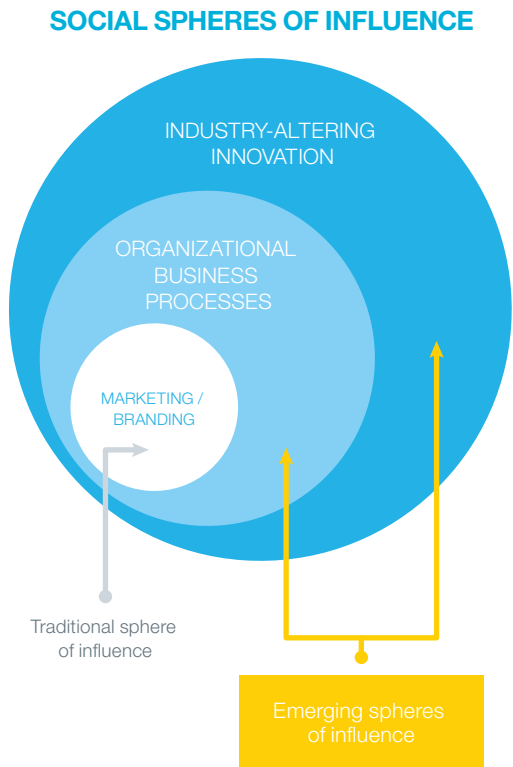 SOCIAL SPHERES OF INFLUENCE
INDUSTRY-ALTERING
INNOVATION
ORGANIZATIONAL
BUSINESS
PROCESSES
MARKETING /
BRANDING
Traditional sphere
of influence
Emerging spheres
of influence